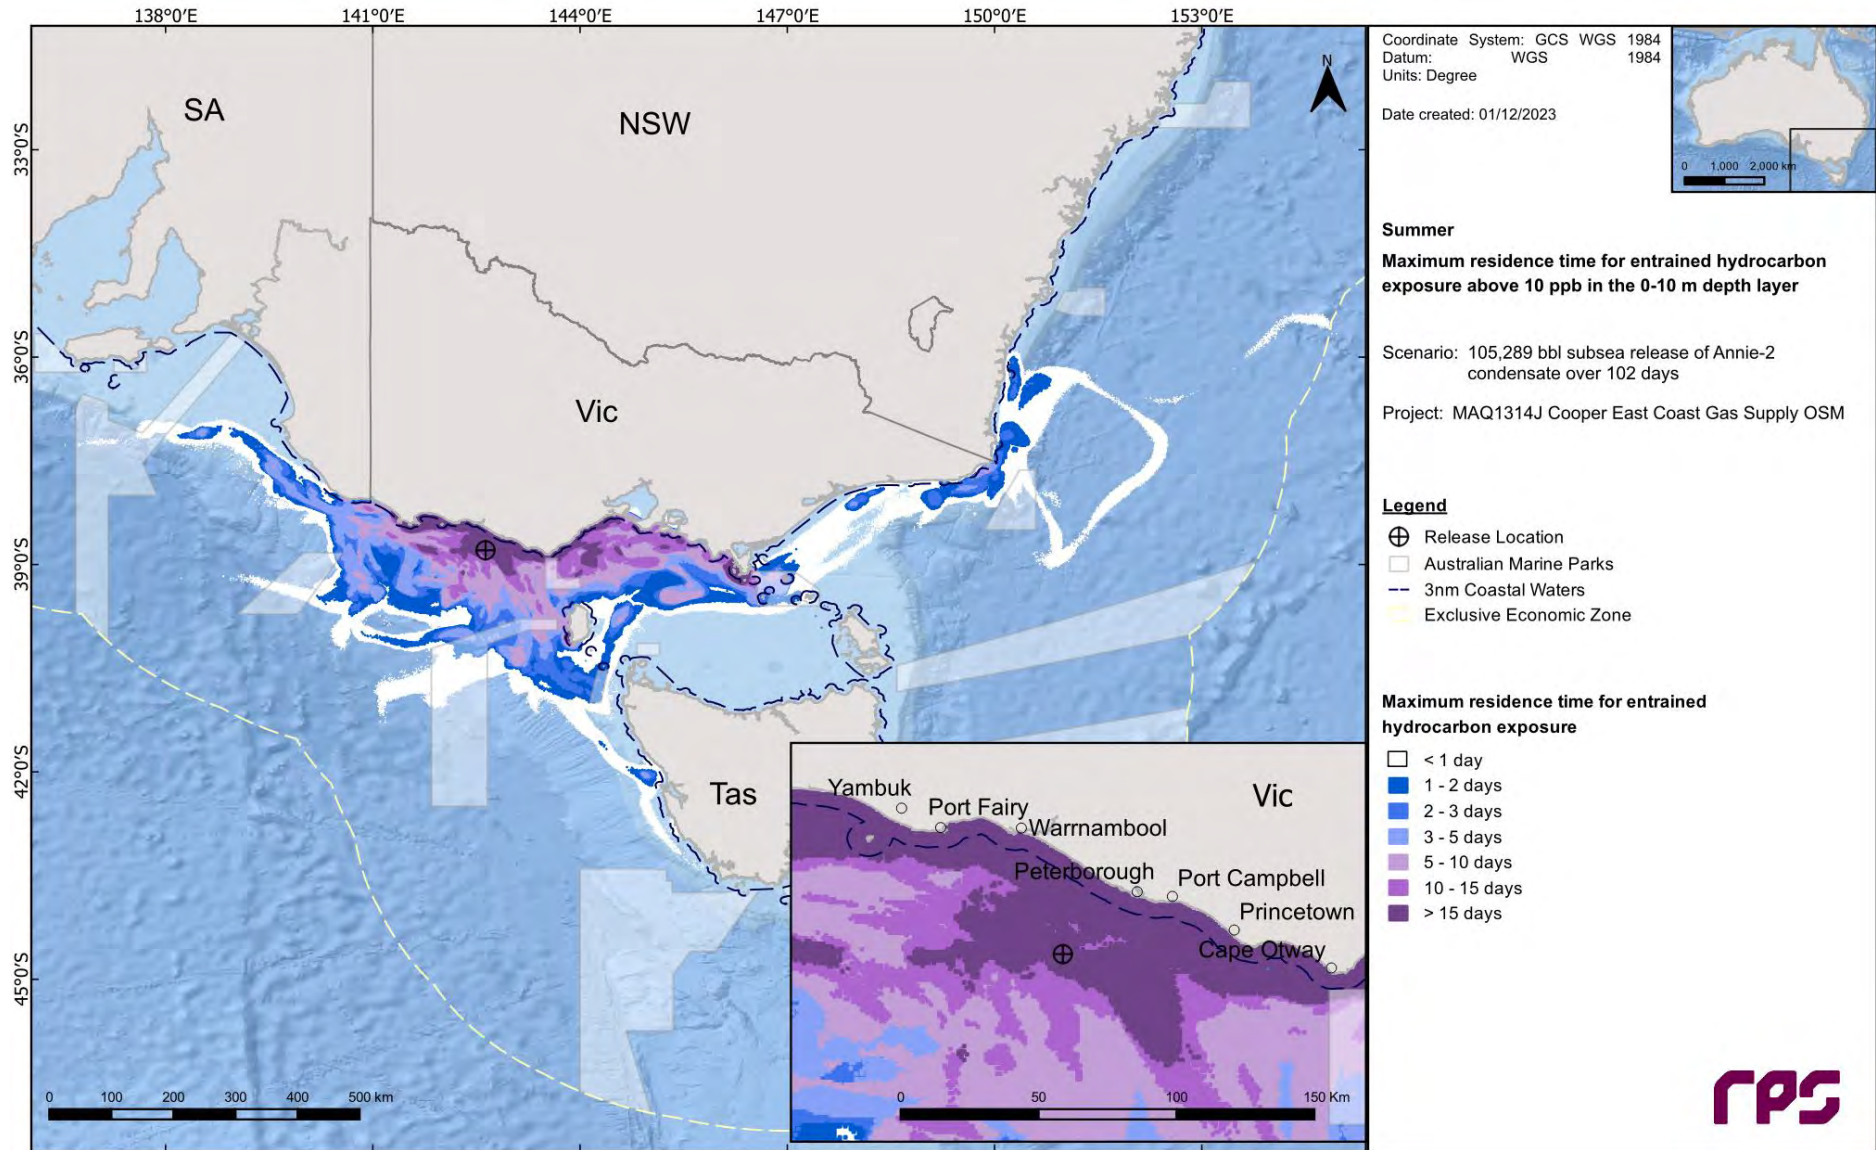 138°0'E 141°0'E 144°0'E 147°0'E 150°0'E 153°0'E
33°0'S
36°0'S
39°0'S
42°0'S
45°0'S
SA
NSW
Vic
Tas
N
0 100 200 300 400 500 km
Yambuk
Port Fairy
Warrnambool
Vic
Peterborough
Port Campbell
Princetown
Cape Otway
0 50 100 150 Km
Coordinate System: GCS WGS 1984
Datum: WGS 1984
Units: Degree
Date created: 01/12/2023
0 1,000 2,000 km
Summer
Maximum residence time for entrained hydrocarbon
exposure above 10 ppb in the 0-10 m depth layer
Scenario: 105,289 bbl subsea release of Annie-2
condensate over 102 days
Project: MAQ1314J Cooper East Coast Gas Supply OSM
Legend
Release Location
Australian Marine Parks
3nm Coastal Waters
Exclusive Economic Zone
Maximum residence time for entrained
hydrocarbon exposure
< 1 day
1 - 2 days
2 - 3 days
3 - 5 days
5 - 10 days
10 - 15 days
> 15 days
rps